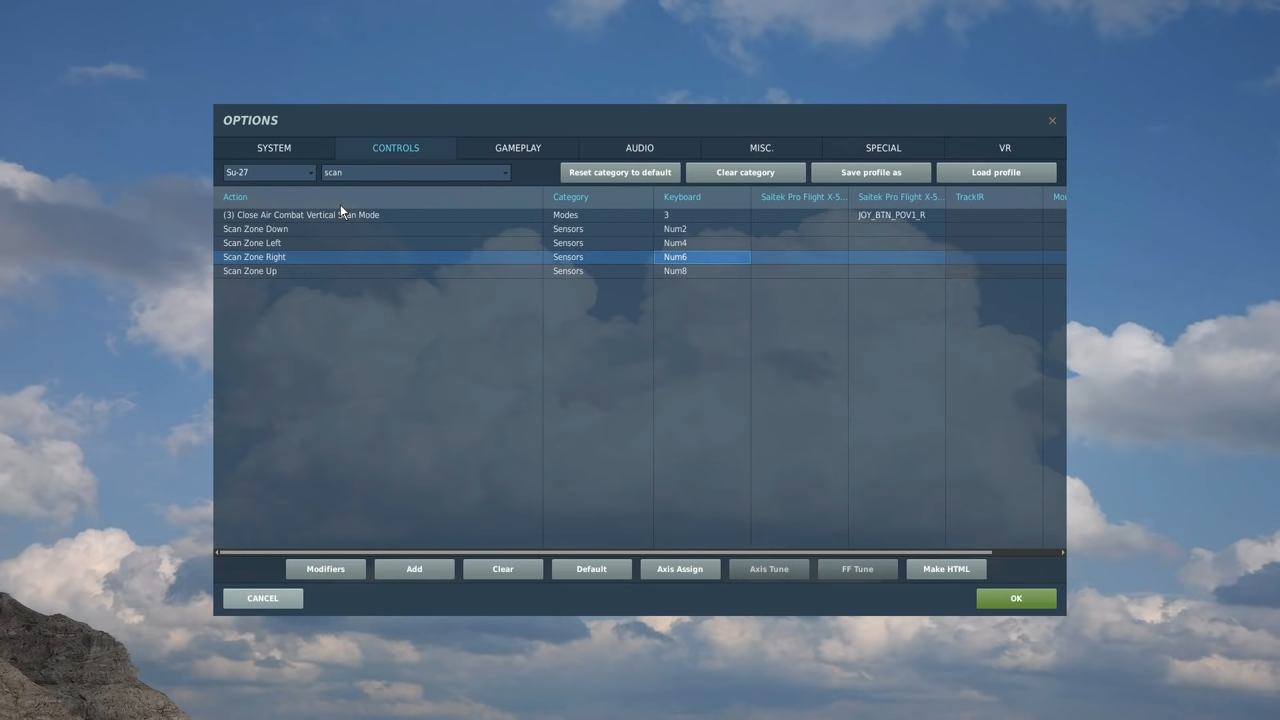 OPTIONS ×
SYSTEM CONTROLS GAMEPLAY AUDIO MISC. SPECIAL VR
Su-27 scan Reset category to default Clear category Save profile as Load profile
Action Category Keyboard Saitek Pro Flight X-5... Saitek Pro Flight X-5... TrackIR Mou
(3) Close Air Combat Vertical Scan Mode Modes 3 JOY_BTN_POV1_R
Scan Zone Down Sensors Num2
Scan Zone Left Sensors Num4
Scan Zone Right Sensors Num6
Scan Zone Up Sensors Num8
Modifiers Add Clear Default Axis Assign Axis Tune FF Tune Make HTML
CANCEL OK